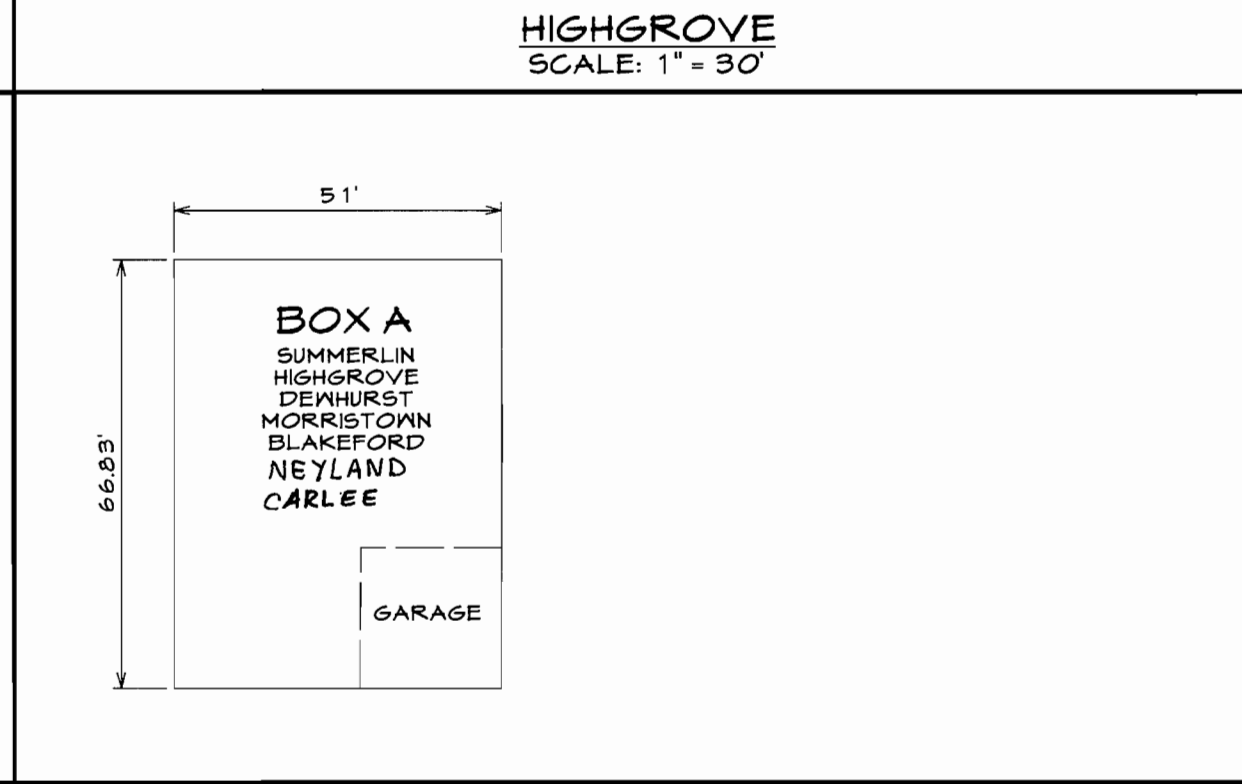 HIGHGROVE
SCALE: 1" = 30'
51'
66.83'
BOX A
SUMMERLIN
HIGHGROVE
DEWHURST
MORRISTOWN
BLAKEFORD
NEYLAND
CARLEE
GARAGE